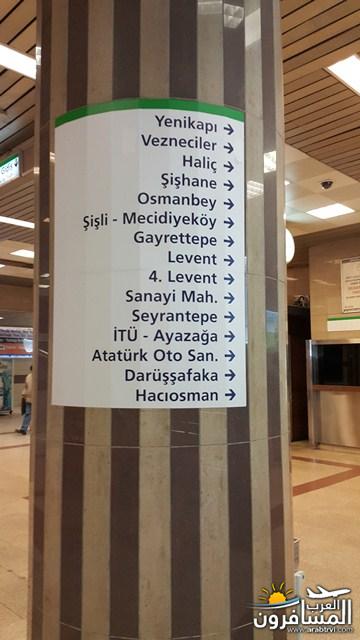 Yenikapı →
Vezneciler →
Haliç →
Şişhane →
Osmanbey →
Şişli - Mecidiyeköy →
Gayrettepe →
Levent →
4. Levent →
Sanayi Mah. →
Seyrantepe →
İTÜ - Ayazağa →
Atatürk Oto San. →
Darüşşafaka →
Hacıosman →
العرب
المسافرون
www.arabtrvl.com